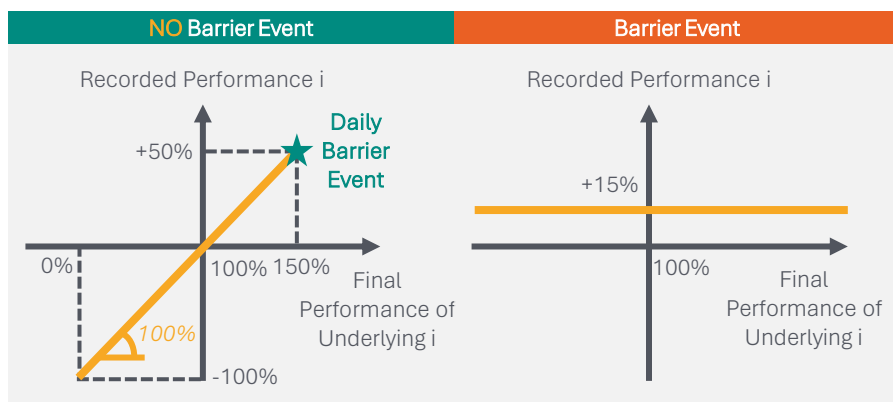 NO Barrier Event
Recorded Performance i
+50%
Daily
Barrier
Event
0%
100%
150%
Final
Performance of
Underlying i
100%
-100%
Barrier Event
Recorded Performance i
+15%
100%
Final
Performance of
Underlying i